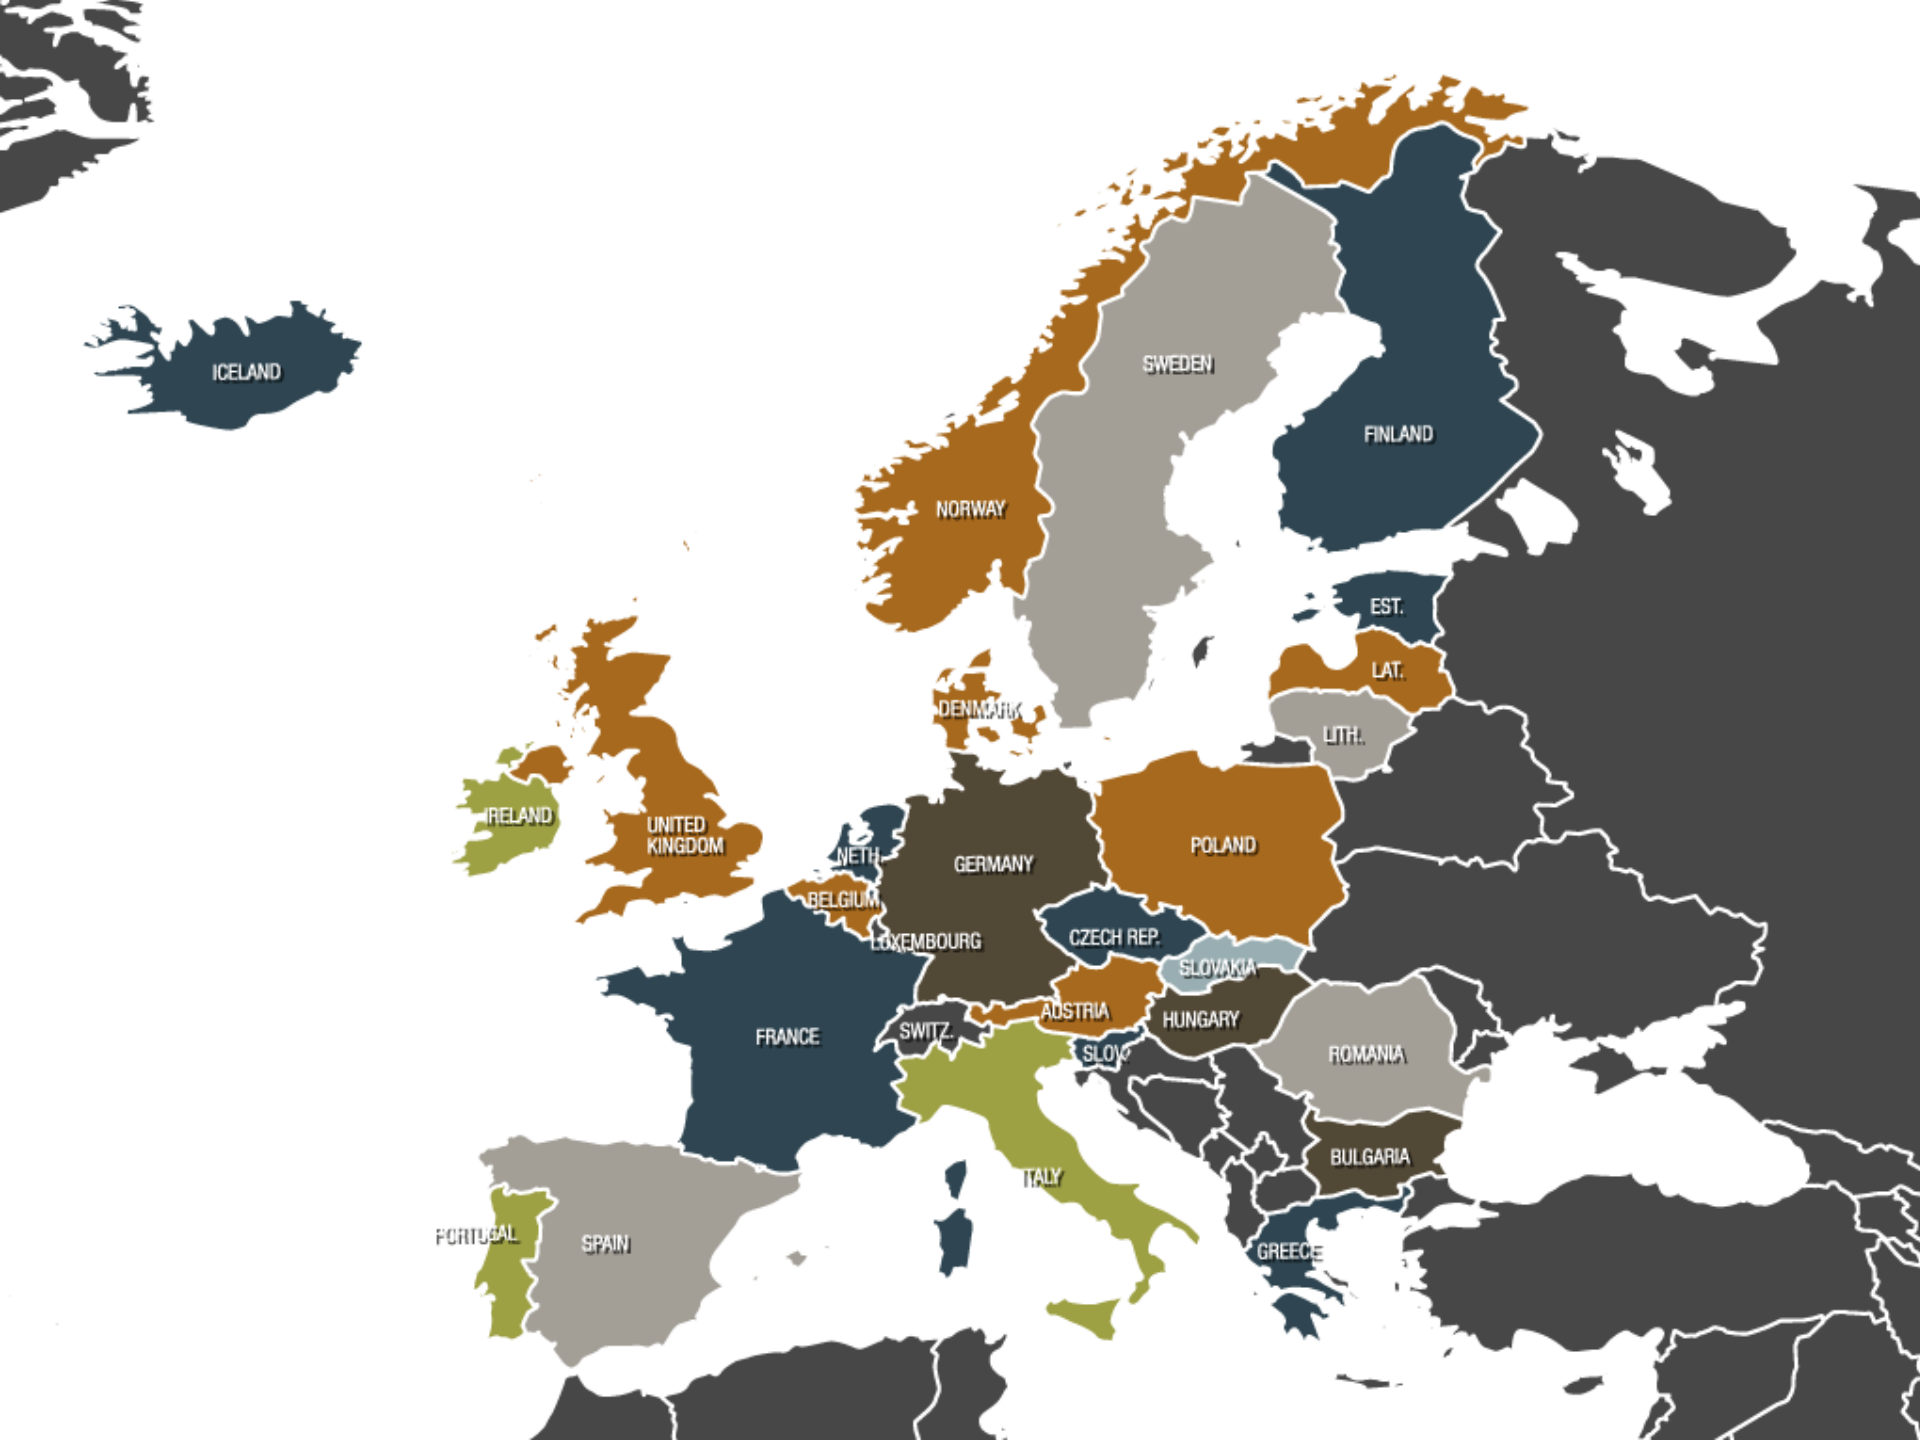 ICELAND
SWEDEN
FINLAND
NORWAY
EST.
LAT.
DENMARK
LITH.
IRELAND
UNITED
KINGDOM
POLAND
NETH.
GERMANY
BELGIUM
CZECH REP.
LUXEMBOURG
SLOVAKIA
AUSTRIA
HUNGARY
SWITZ.
FRANCE
SLOV.
ROMANIA
BULGARIA
ITALY
PORTUGAL
SPAIN
GREECE